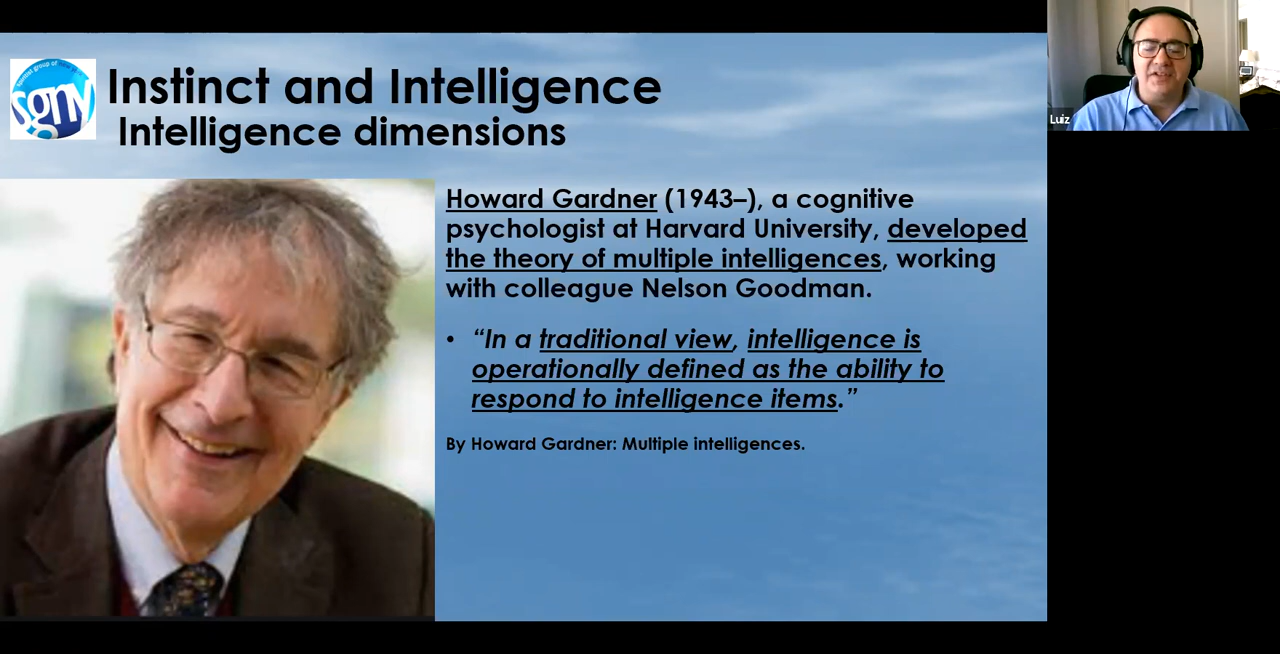 sgny
Instinct and Intelligence
Intelligence dimensions
Luiz
Howard Gardner (1943–), a cognitive
psychologist at Harvard University, developed
the theory of multiple intelligences, working
with colleague Nelson Goodman.
• “In a traditional view, intelligence is
operationally defined as the ability to
respond to intelligence items.”
By Howard Gardner: Multiple intelligences.